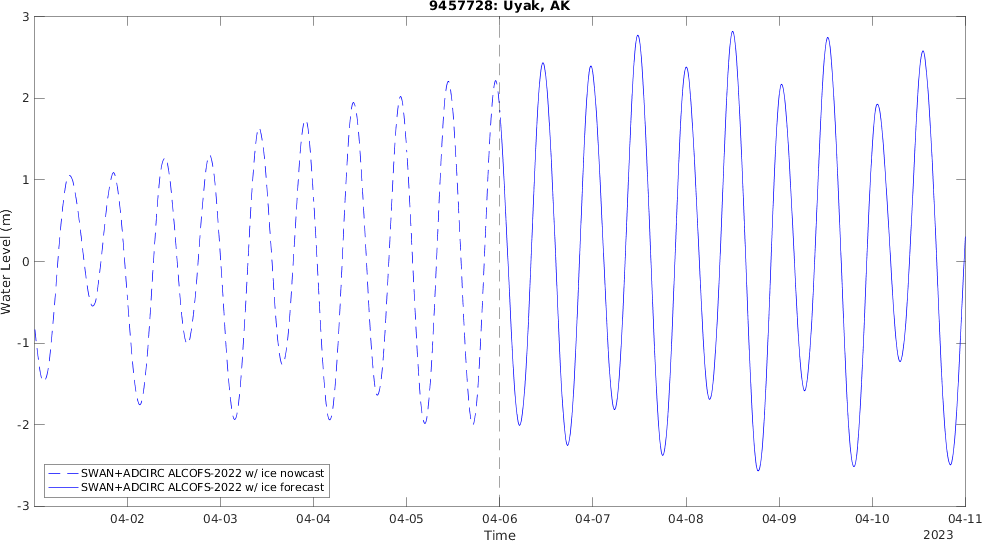 9457728: Uyak, AK
3
2
1
0
-1
-2
-3
Water Level (m)
SWAN+ADCIRC ALCOFS-2022 w/ ice nowcast
SWAN+ADCIRC ALCOFS-2022 w/ ice forecast
04-02 04-03 04-04 04-05 04-06 04-07 04-08 04-09 04-10 04-11
Time
2023